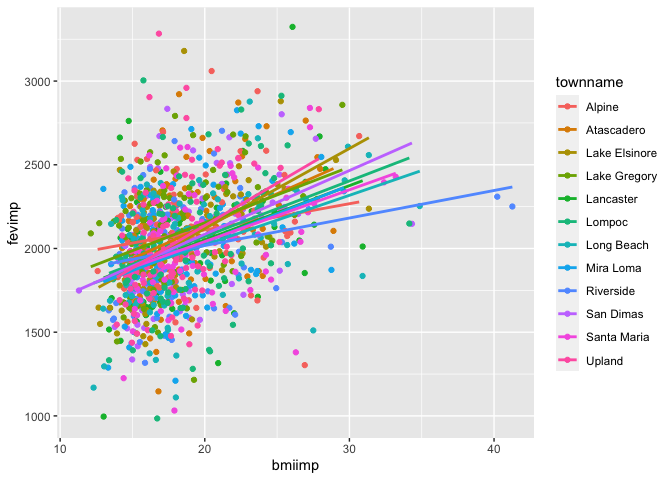 fevimp
3000
2500
2000
1500
1000
10
20
30
40
bmiimp
townname
Alpine
Atascadero
Lake Elsinore
Lake Gregory
Lancaster
Lompoc
Long Beach
Mira Loma
Riverside
San Dimas
Santa Maria
Upland